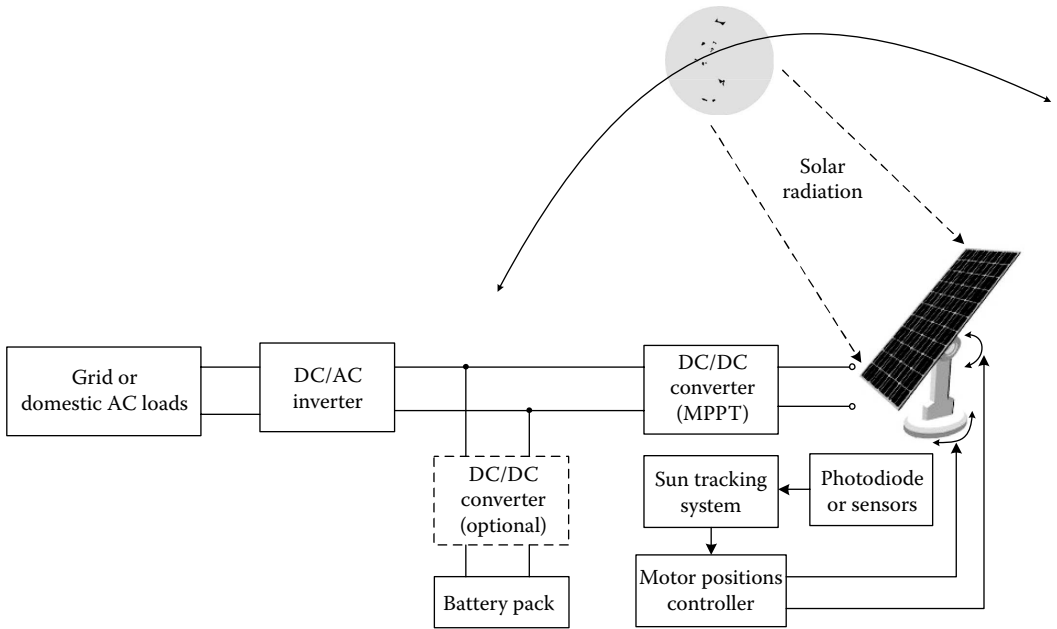 Solar
radiation
Grid or
domestic AC loads
DC/AC
inverter
DC/DC
converter
(MPPT)
DC/DC
converter
(optional)
Sun tracking
system
Photodiode
or sensors
Battery pack
Motor positions
controller